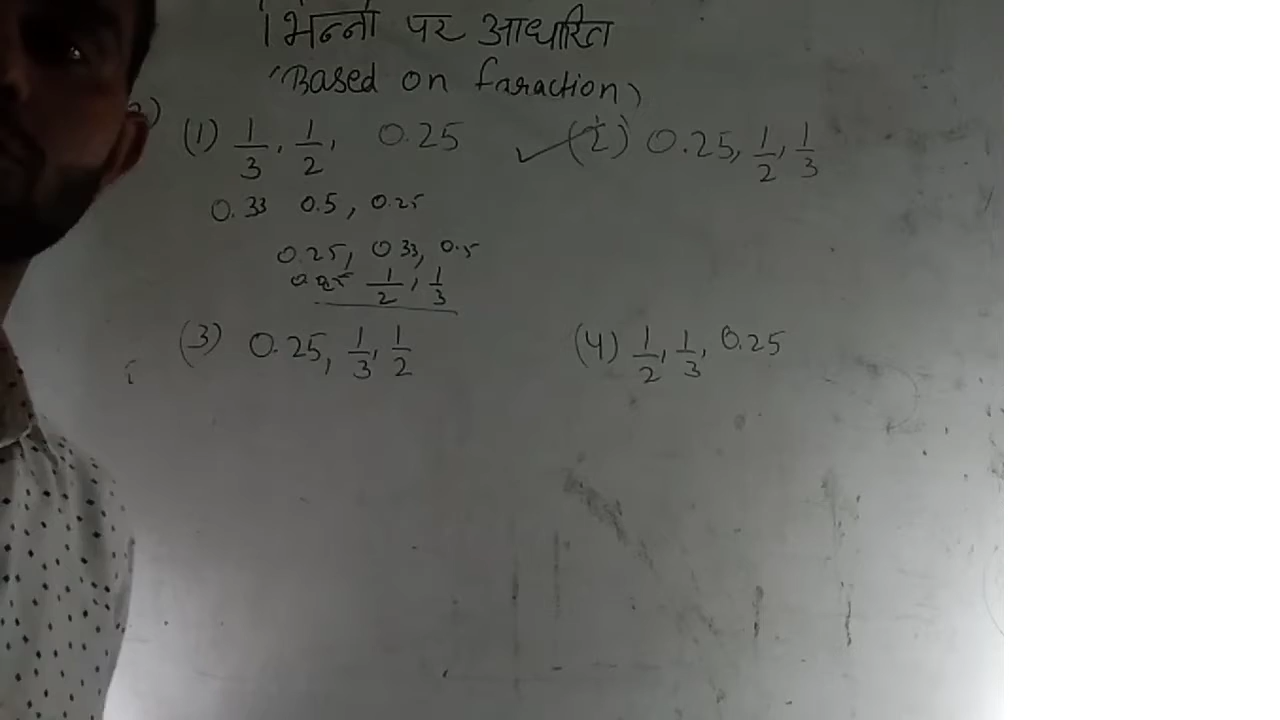 भिन्नों पर आधारित
(Based on faraction)
(1) 1/3, 1/2, 0.25
(2) 0.25, 1/2, 1/3
0.33 0.5, 0.25
0.25, 0.33, 0.5
0.25 1/2, 1/3
(3) 0.25, 1/3, 1/2
(4) 1/2, 1/3, 0.25